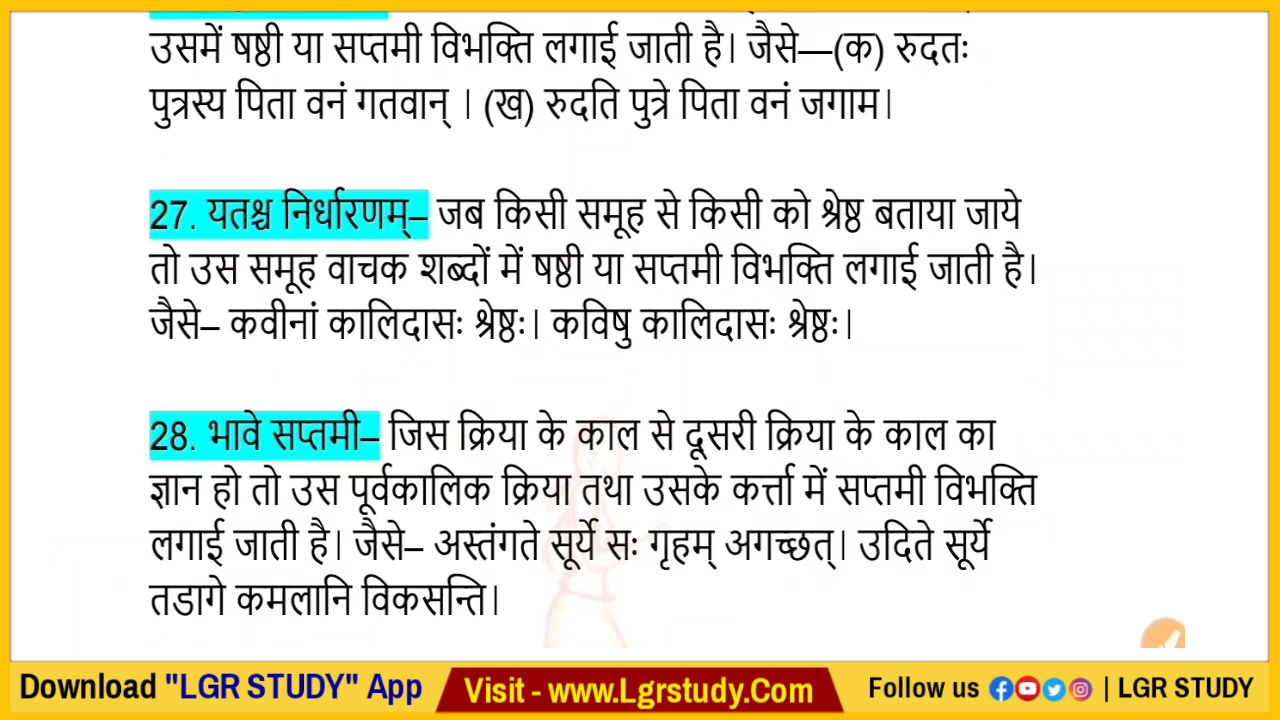 उसमें षष्ठी या सप्तमी विभक्ति लगाई जाती है। जैसे—(क) रुदतः
पुत्रस्य पिता वनं गतवान् । (ख) रुदति पुत्रे पिता वनं जगाम।
27. यतश्च निर्धारणम्– जब किसी समूह से किसी को श्रेष्ठ बताया जाये
तो उस समूह वाचक शब्दों में षष्ठी या सप्तमी विभक्ति लगाई जाती है।
जैसे– कवीनां कालिदासः श्रेष्ठः। कविषु कालिदासः श्रेष्ठः।
28. भावे सप्तमी– जिस क्रिया के काल से दूसरी क्रिया के काल का
ज्ञान हो तो उस पूर्वकालिक क्रिया तथा उसके कर्त्ता में सप्तमी विभक्ति
लगाई जाती है। जैसे– अस्तंगते सूर्ये सः गृहम् अगच्छत्। उदिते सूर्ये
तडागे कमलानि विकसन्ति।
Download "LGR STUDY" App Visit - www.Lgrstudy.Com Follow us | LGR STUDY